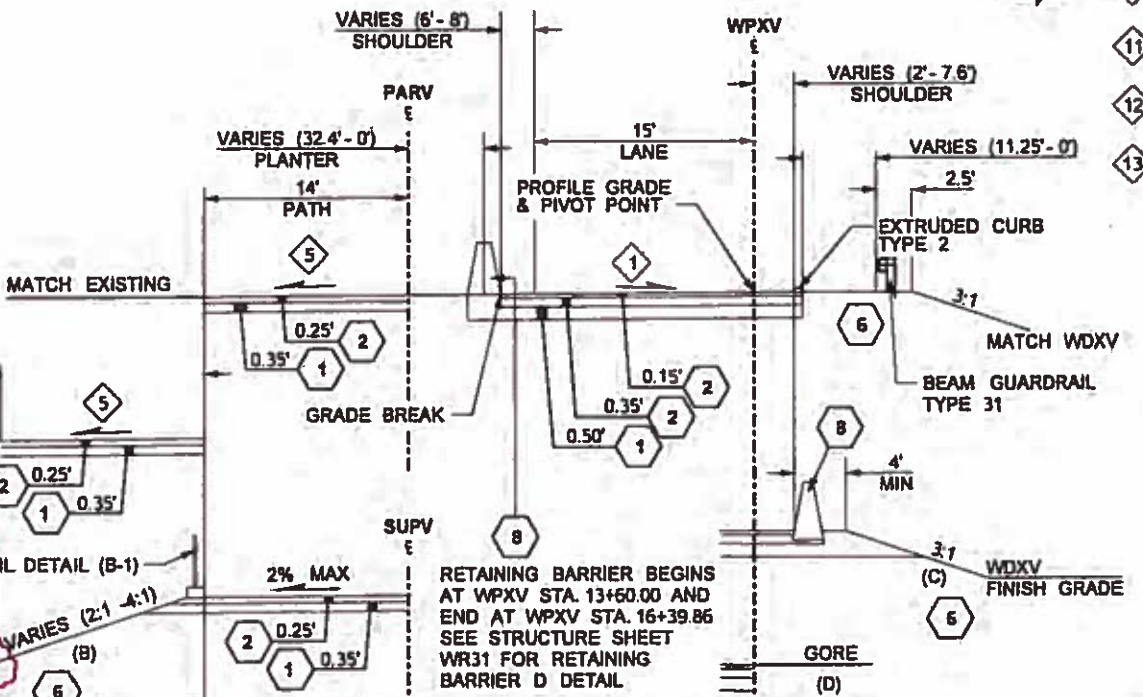 VARIES (6'- 8')
SHOULDER
WPXV
℄
11
12
13
VARIES (2'- 7.6')
SHOULDER
PARV
℄
VARIES (32.4'- 0')
PLANTER
15'
LANE
VARIES (11.25'- 0')
2.5'
14'
PATH
PROFILE GRADE
& PIVOT POINT
EXTRUDED CURB
TYPE 2
5
1
MATCH EXISTING
3:1
6
MATCH WDXV
0.25'
2
0.35'
1
0.15'
2
GRADE BREAK
0.35'
2
0.50'
1
BEAM GUARDRAIL
TYPE 31
5
8
4'
MIN
2
0.25'
1
0.35'
SUPV
℄
8
3:1
(C)
WDXV
FINISH GRADE
6
IL DETAIL (B-1)
2% MAX
RETAINING BARRIER BEGINS
AT WPXV STA. 13+60.00 AND
END AT WPXV STA. 16+39.86
SEE STRUCTURE SHEET
WR31 FOR RETAINING
BARRIER D DETAIL
VARIES (2:1 -4:1)
(B)
6
2
0.25'
1
0.35'
GORE
(D)